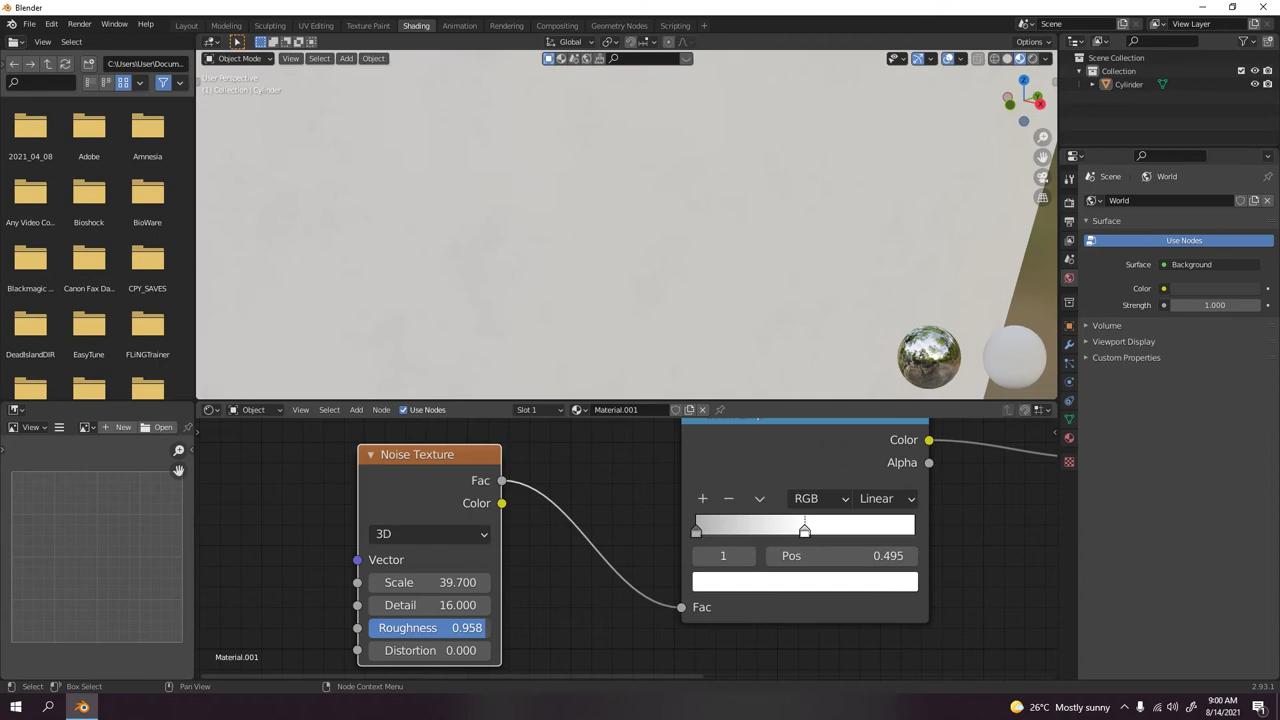 Blender
File Edit Render Window Help
Layout Modeling Sculpting UV Editing Texture Paint Shading Animation Rendering Compositing Geometry Nodes Scripting +
Scene View Layer
View Select Global Options
C:\Users\User\Docum... Object Mode View Select Add Object
User Perspective
(1) Collection | Cylinder
Z
Y
X
Scene Collection
Collection
Cylinder
2021_04_08 Adobe Amnesia
Any Video Co... Bioshock BioWare
Blackmagic ... Canon Fax Da... CPY_SAVES
DeadIslandDIR EasyTune FLiNGTrainer
Scene World
World
Surface
Use Nodes
Surface Background
Color
Strength 1.000
Volume
Viewport Display
Custom Properties
View New Open
Object View Select Add Node Use Nodes Slot 1 Material.001
Noise Texture
Fac
Color
3D
Vector
Scale 39.700
Detail 16.000
Roughness 0.958
Distortion 0.000
Color
Alpha
RGB Linear
1 Pos 0.495
Fac
Material.001
Select Box Select Pan View Node Context Menu 2.93.1
26°C Mostly sunny
9:00 AM
8/14/2021